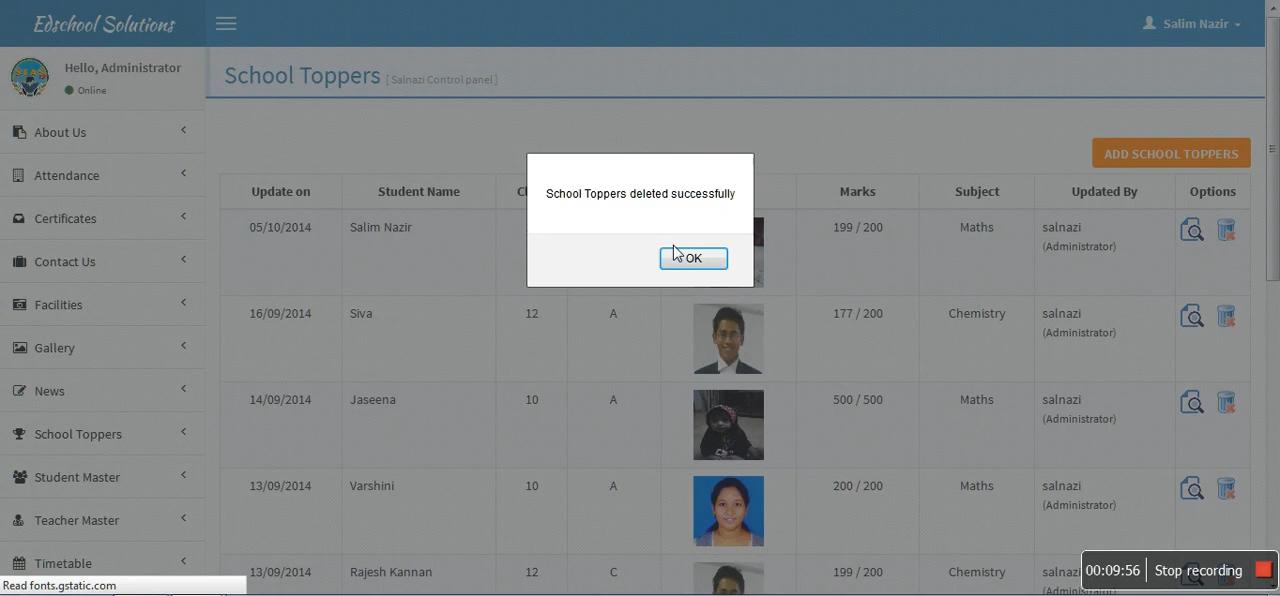 Edschool Solutions
Salim Nazir
Hello, Administrator
Online
School Toppers [ Salnazi Control panel ]
About Us
Attendance
Certificates
Contact Us
Facilities
Gallery
News
School Toppers
Student Master
Teacher Master
Timetable
ADD SCHOOL TOPPERS
Update on Student Name Marks Subject Updated By Options
05/10/2014 Salim Nazir 199 / 200 Maths salnazi
(Administrator)
16/09/2014 Siva 12 A 177 / 200 Chemistry salnazi
(Administrator)
14/09/2014 Jaseena 10 A 500 / 500 Maths salnazi
(Administrator)
13/09/2014 Varshini 10 A 200 / 200 Maths salnazi
(Administrator)
13/09/2014 Rajesh Kannan 12 C 199 / 200 Chemistry
School Toppers deleted successfully
OK
Read fonts.gstatic.com
00:09:56 Stop recording